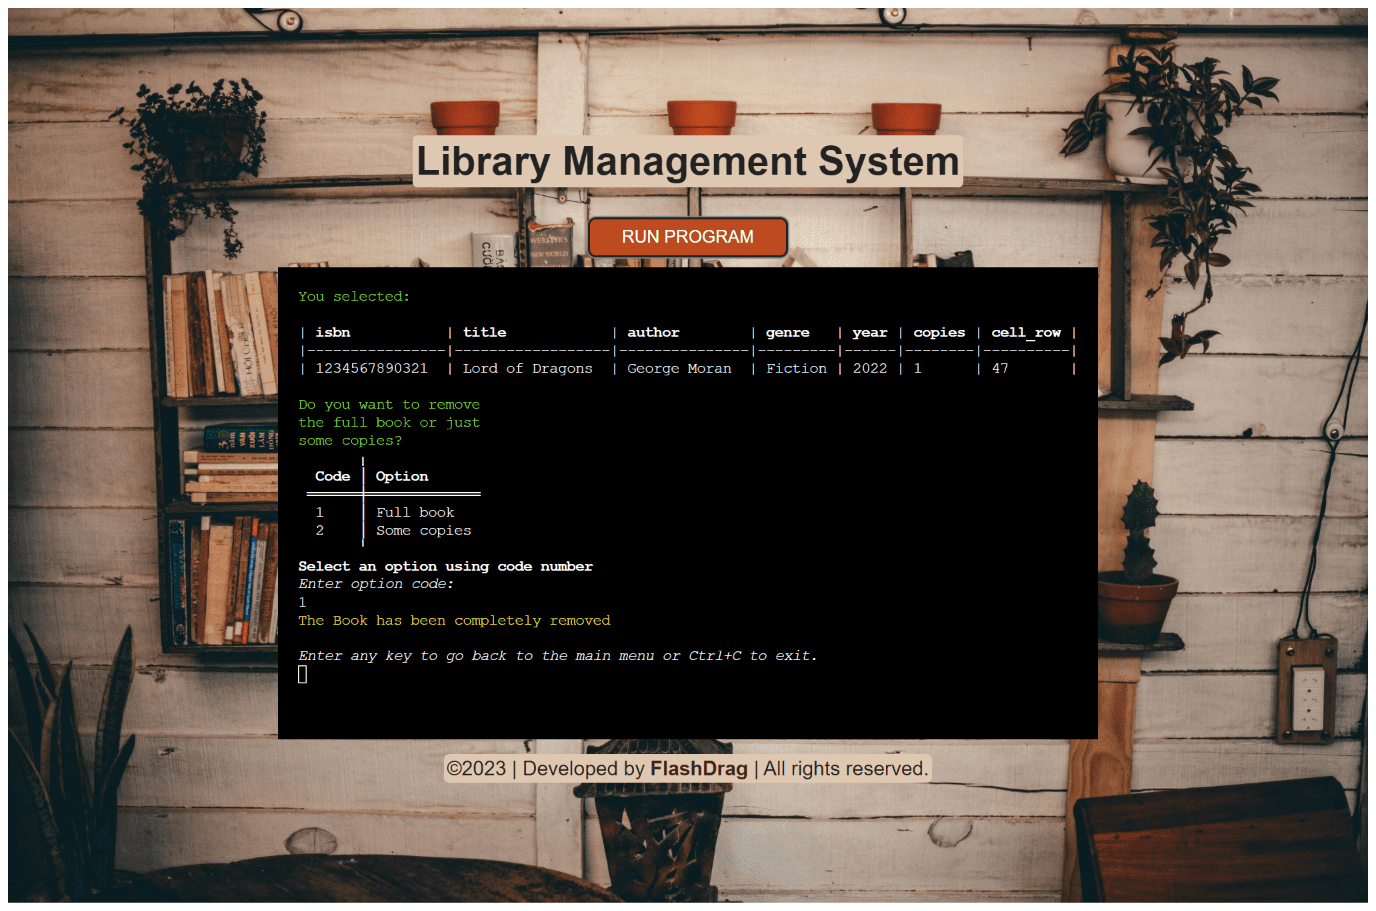 Library Management System
WEBSTER'S
NEW WORLD
RUN PROGRAM
You selected:
| isbn | title | author | genre | year | copies | cell_row |
|----------------|------------------|---------------|---------|------|--------|----------|
| 1234567890321 | Lord of Dragons | George Moran | Fiction | 2022 | 1 | 47 |
Do you want to remove
the full book or just
some copies?
Code │ Option
1 │ Full book
2 │ Some copies
Select an option using code number
Enter option code:
1
The Book has been completely removed
Enter any key to go back to the main menu or Ctrl+C to exit.
©2023 | Developed by FlashDrag | All rights reserved.